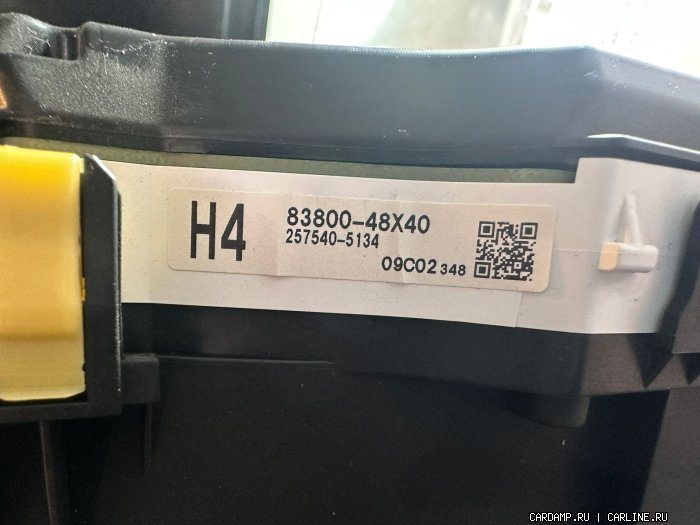 H4
83800-48X40
257540-5134
09C02 348
CARDAMP.RU | CARLINE.RU